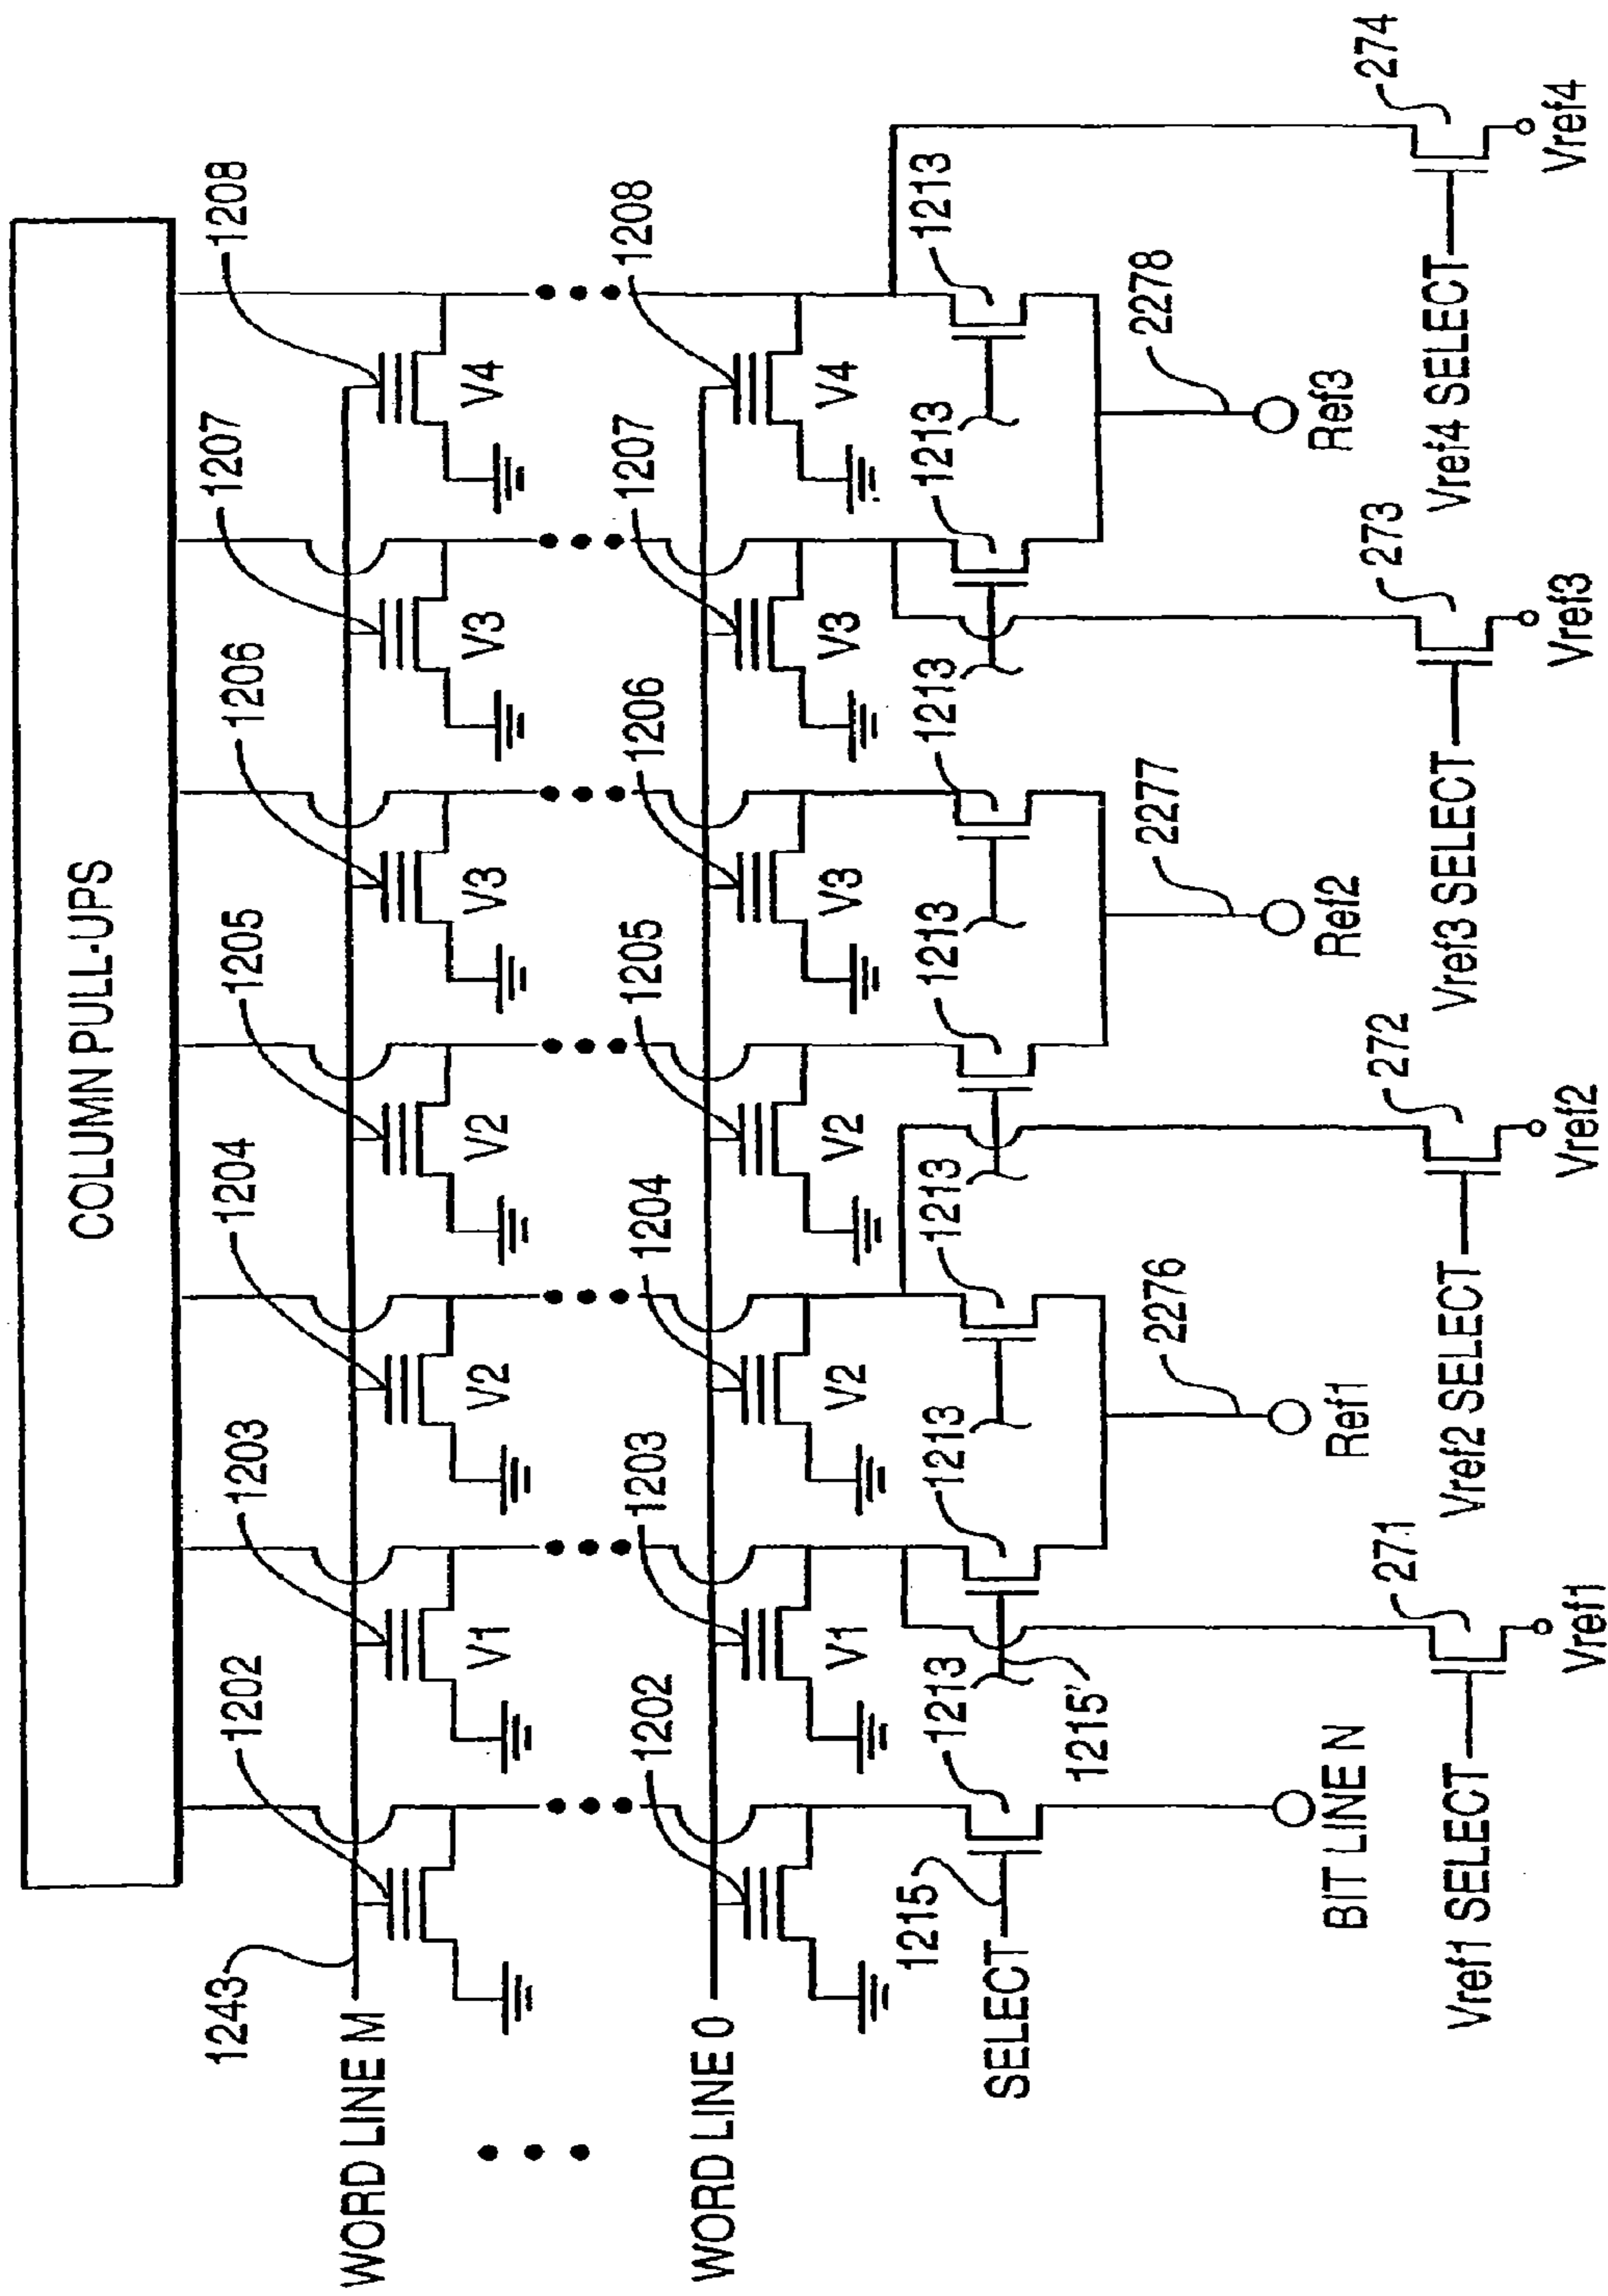 COLUMN PULL-UPS
1243
1202
1203
1204
1205
1206
1207
1208
WORD LINE M
V1
V2
V2
V3
V3
V4
1202
1203
1204
1205
1206
1207
1208
WORD LINE 0
V1
V2
V2
V3
V3
V4
1215
1213
1213
1213
1213
1213
1213
1213
SELECT
1215'
2276
2277
2278
BIT LINE N
Ref1
Ref2
Ref3
271
272
273
274
Vref1 SELECT
Vref2 SELECT
Vref3 SELECT
Vref4 SELECT
Vref1
Vref2
Vref3
Vref4